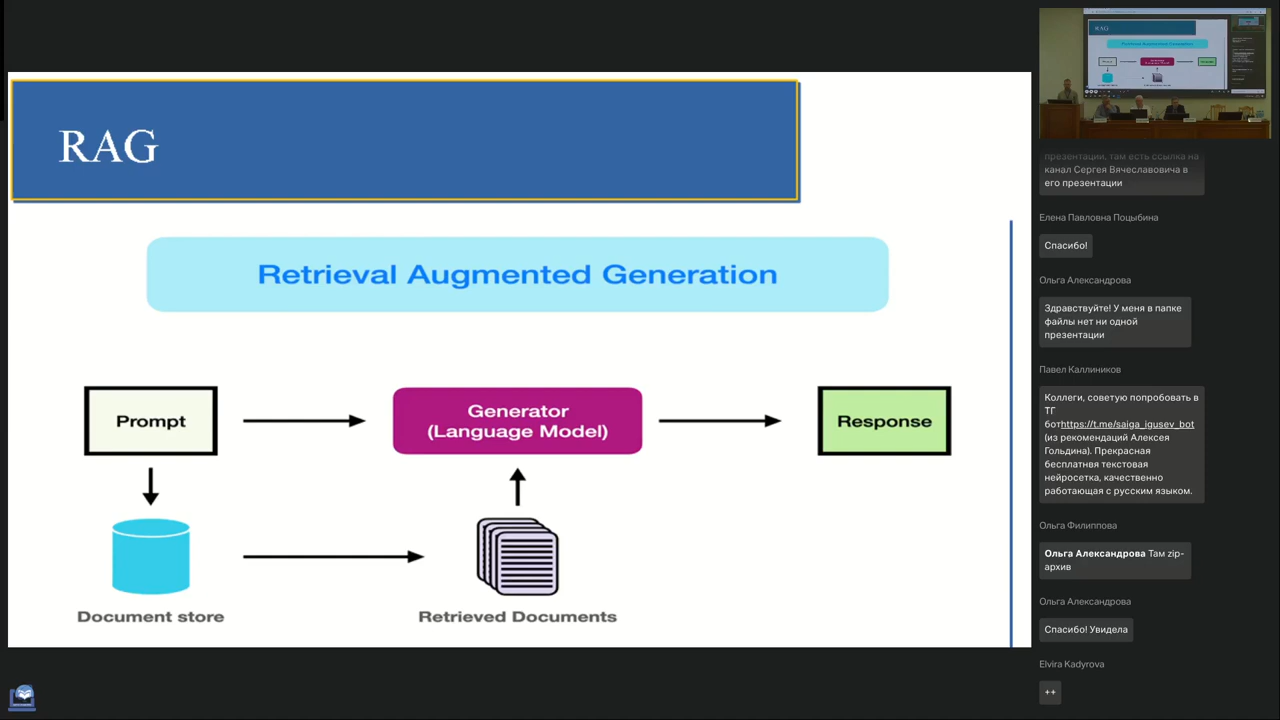 RAG
Retrieval Augmented Generation
Prompt
Generator
(Language Model)
Response
Document store
Retrieved Documents
RAG
презентации, там есть ссылка на
канал Сергея Вячеславовича в
его презентации
Елена Павловна Поцыбина
Спасибо!
Ольга Александрова
Здравствуйте! У меня в папке
файлы нет ни одной
презентации
Павел Каллиников
Коллеги, советую попробовать в
ТГ
ботhttps://t.me/saiga_igusev_bot
(из рекомендаций Алексея
Гольдина). Прекрасная
бесплатнвя текстовая
нейросетка, качественно
работающая с русским языком.
Ольга Филиппова
Ольга Александрова Там zip-
архив
Ольга Александрова
Спасибо! Увидела
Elvira Kadyrova
++